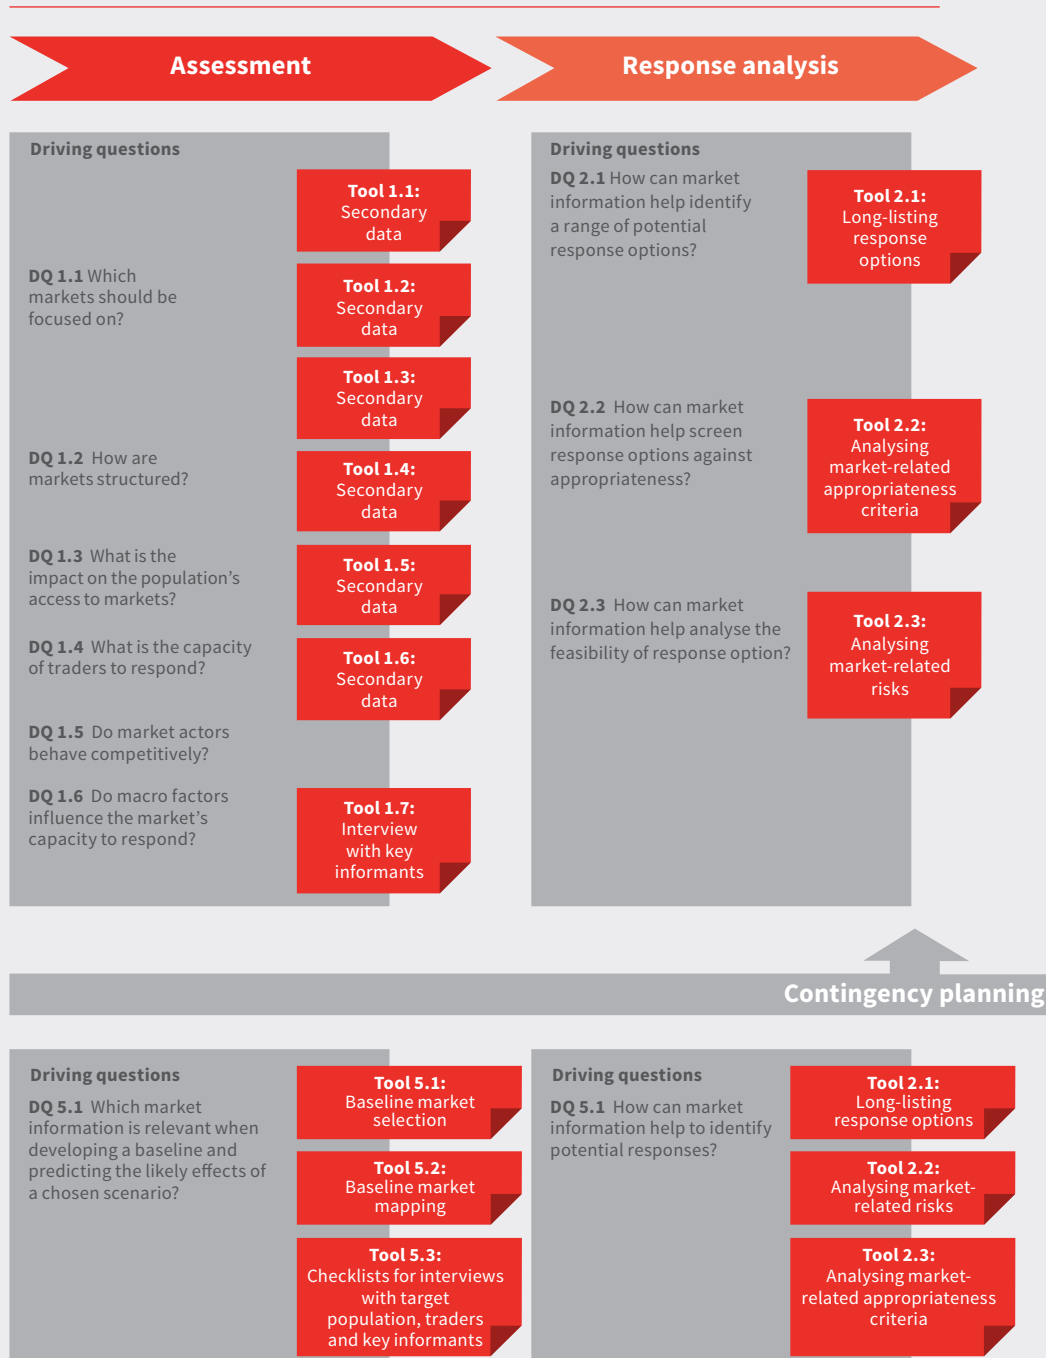 Assessment
Response analysis
Driving questions
Tool 1.1:
Secondary
data
DQ 1.1 Which
markets should be
focused on?
Tool 1.2:
Secondary
data
Tool 1.3:
Secondary
data
DQ 1.2 How are
markets structured?
Tool 1.4:
Secondary
data
DQ 1.3 What is the
impact on the population's
access to markets?
Tool 1.5:
Secondary
data
DQ 1.4 What is the capacity
of traders to respond?
Tool 1.6:
Secondary
data
DQ 1.5 Do market actors
behave competitively?
DQ 1.6 Do macro factors
influence the market's
capacity to respond?
Tool 1.7:
Interview
with key
informants
Driving questions
DQ 2.1 How can market
information help identify
a range of potential
response options?
Tool 2.1:
Long-listing
response
options
DQ 2.2 How can market
information help screen
response options against
appropriateness?
Tool 2.2:
Analysing
market-related
appropriateness
criteria
DQ 2.3 How can market
information help analyse the
feasibility of response option?
Tool 2.3:
Analysing
market-related
risks
Contingency planning
Driving questions
DQ 5.1 Which market
information is relevant when
developing a baseline and
predicting the likely effects of
a chosen scenario?
Tool 5.1:
Baseline market
selection
Tool 5.2:
Baseline market
mapping
Tool 5.3:
Checklists for interviews
with target
population, traders
and key informants
Driving questions
DQ 5.1 How can market
information help to identify
potential responses?
Tool 2.1:
Long-listing
response options
Tool 2.2:
Analysing market-
related risks
Tool 2.3:
Analysing market-
related appropriateness
criteria